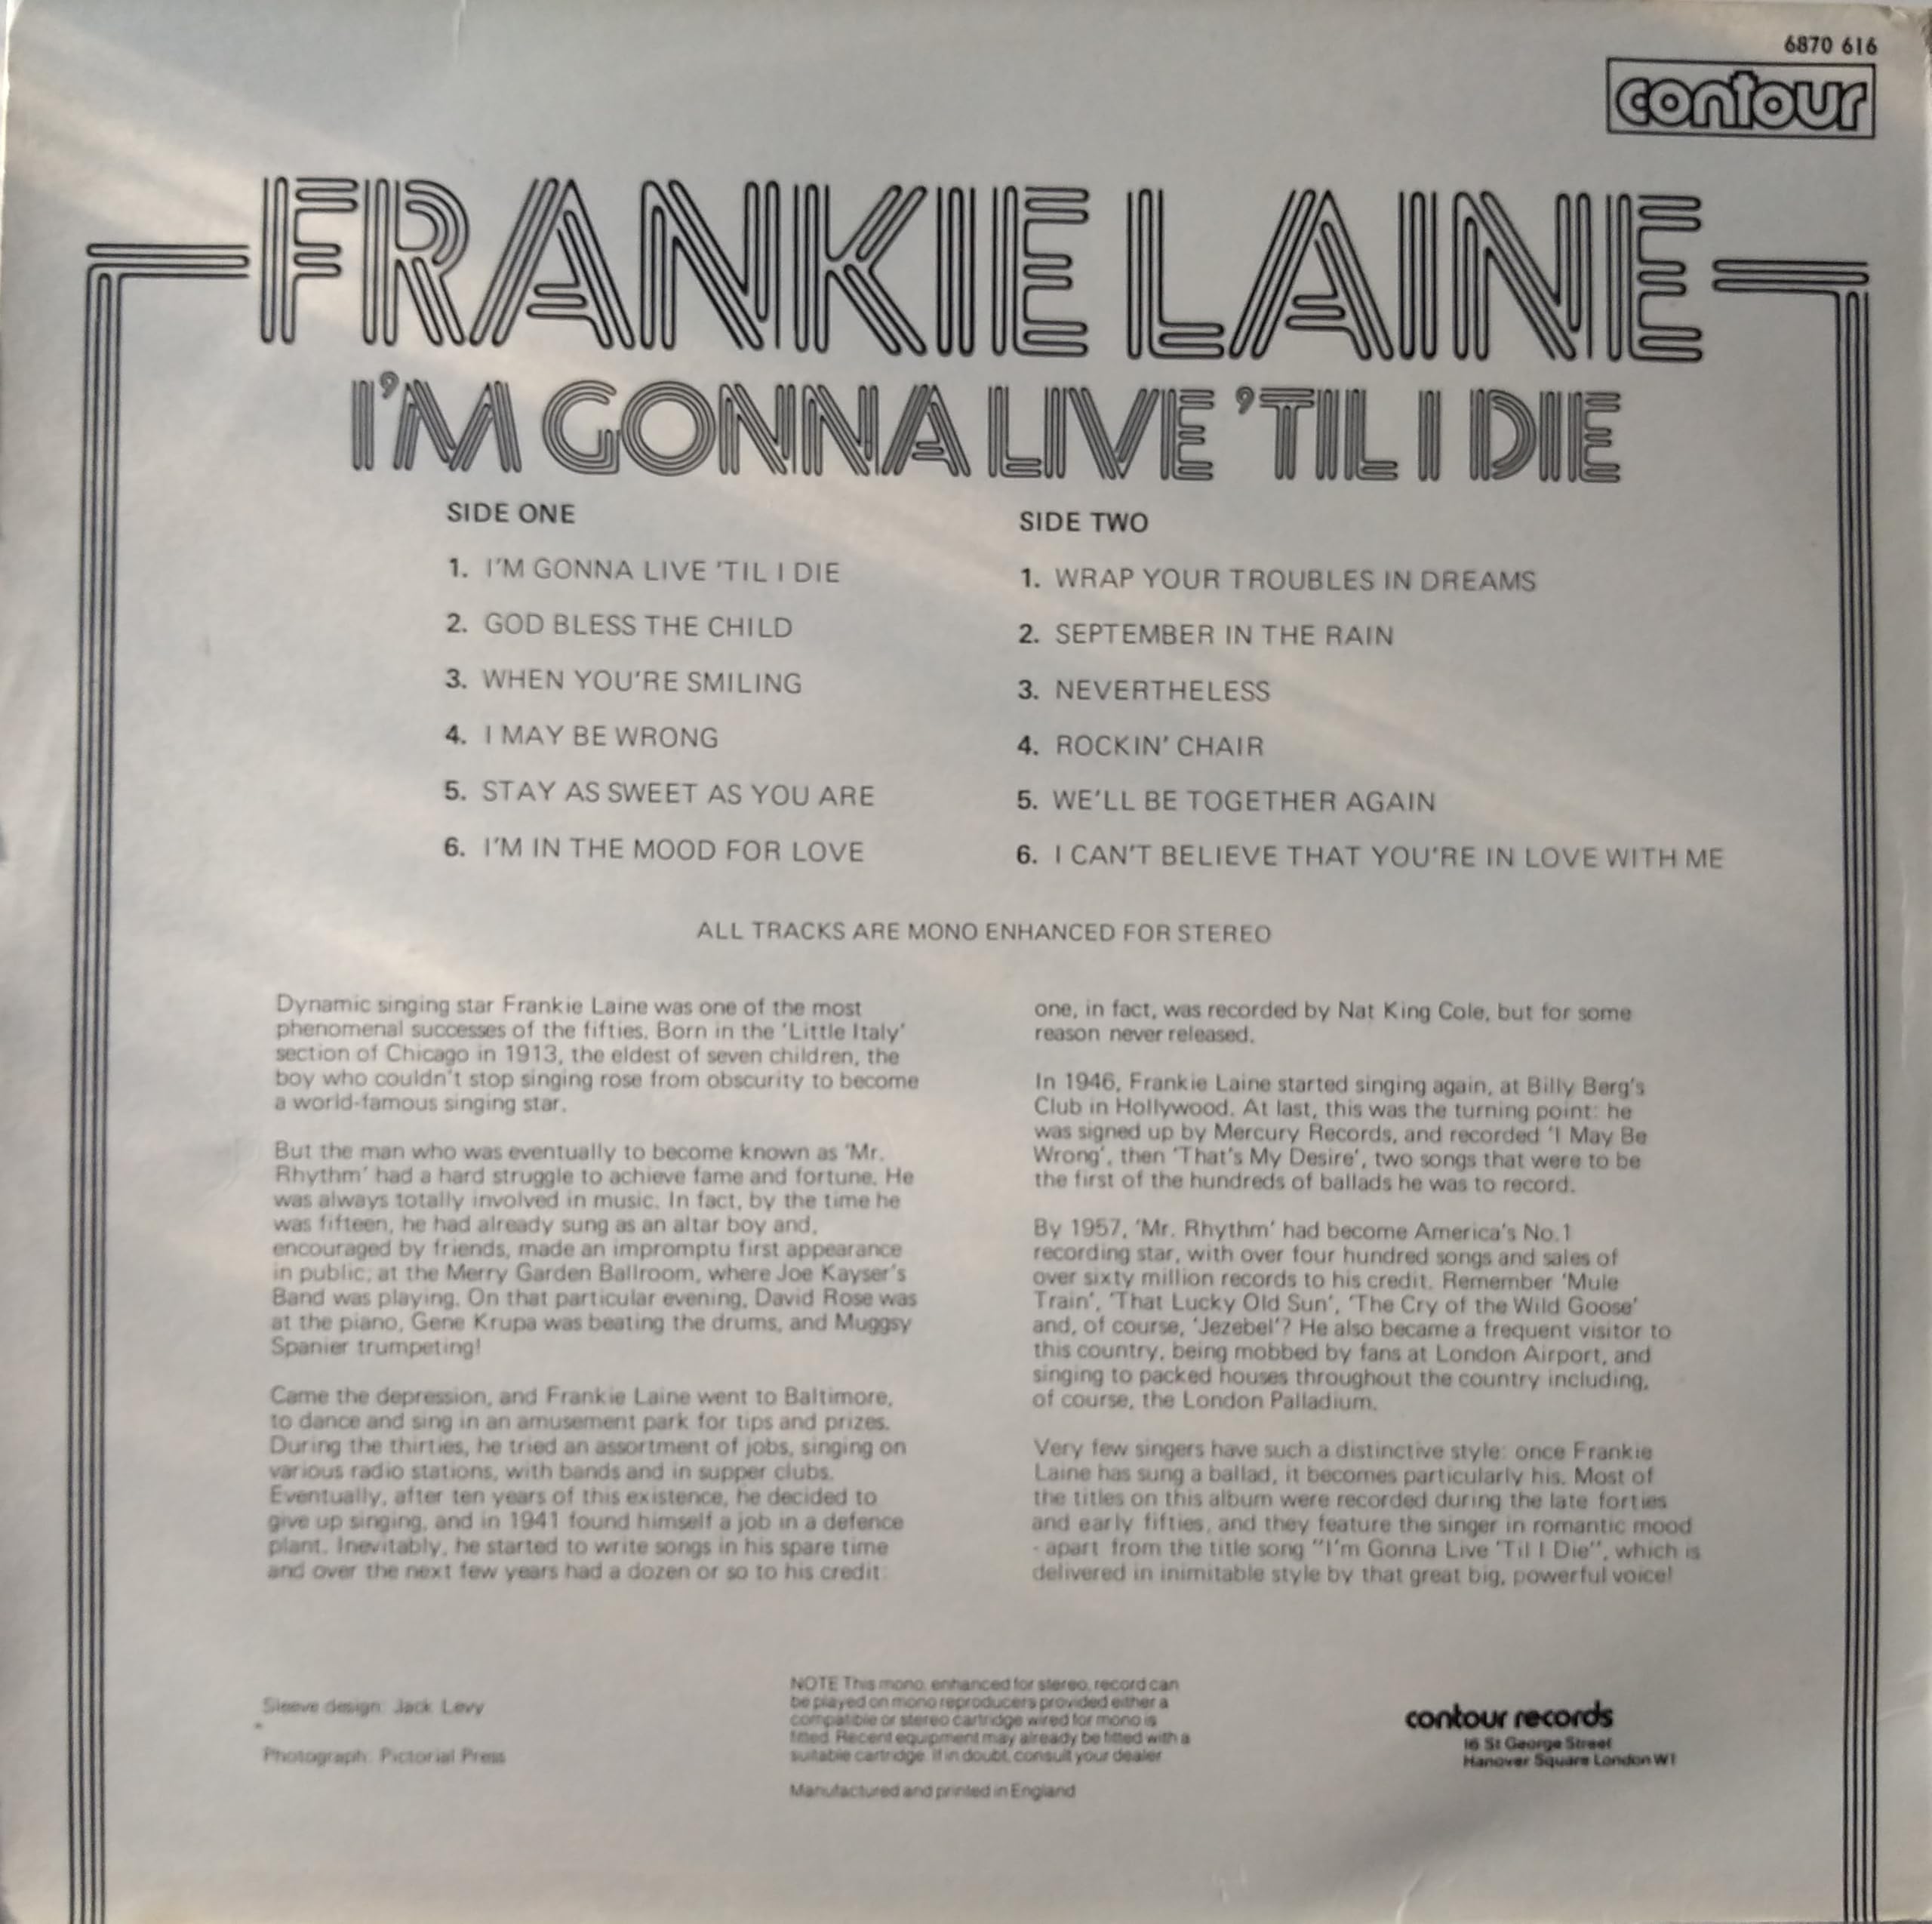 6870 616
contour
FRANKIE LAINE
I'M GONNA LIVE 'TIL I DIE
SIDE ONE
1. I'M GONNA LIVE 'TIL I DIE
2. GOD BLESS THE CHILD
3. WHEN YOU'RE SMILING
4. I MAY BE WRONG
5. STAY AS SWEET AS YOU ARE
6. I'M IN THE MOOD FOR LOVE
SIDE TWO
1. WRAP YOUR TROUBLES IN DREAMS
2. SEPTEMBER IN THE RAIN
3. NEVERTHELESS
4. ROCKIN' CHAIR
5. WE'LL BE TOGETHER AGAIN
6. I CAN'T BELIEVE THAT YOU'RE IN LOVE WITH ME
ALL TRACKS ARE MONO ENHANCED FOR STEREO
Dynamic singing star Frankie Laine was one of the most
phenomenal successes of the fifties. Born in the 'Little Italy'
section of Chicago in 1913, the eldest of seven children, the
boy who couldn't stop singing rose from obscurity to become
a world-famous singing star.
But the man who was eventually to become known as 'Mr.
Rhythm' had a hard struggle to achieve fame and fortune. He
was always totally involved in music. In fact, by the time he
was fifteen, he had already sung as an altar boy and,
encouraged by friends, made an impromptu first appearance
in public, at the Merry Garden Ballroom, where Joe Kayser's
Band was playing. On that particular evening, David Rose was
at the piano, Gene Krupa was beating the drums, and Muggsy
Spanier trumpeting!
Came the depression, and Frankie Laine went to Baltimore,
to dance and sing in an amusement park for tips and prizes.
During the thirties, he tried an assortment of jobs, singing on
various radio stations, with bands and in supper clubs.
Eventually, after ten years of this existence, he decided to
give up singing, and in 1941 found himself a job in a defence
plant. Inevitably, he started to write songs in his spare time
and over the next few years had a dozen or so to his credit:
one, in fact, was recorded by Nat King Cole, but for some
reason never released.
In 1946, Frankie Laine started singing again, at Billy Berg's
Club in Hollywood. At last, this was the turning point: he
was signed up by Mercury Records, and recorded 'I May Be
Wrong', then 'That's My Desire', two songs that were to be
the first of the hundreds of ballads he was to record.
By 1957, 'Mr. Rhythm' had become America's No.1
recording star, with over four hundred songs and sales of
over sixty million records to his credit. Remember 'Mule
Train', 'That Lucky Old Sun', 'The Cry of the Wild Goose'
and, of course, 'Jezebel'? He also became a frequent visitor to
this country, being mobbed by fans at London Airport, and
singing to packed houses throughout the country including,
of course, the London Palladium.
Very few singers have such a distinctive style: once Frankie
Laine has sung a ballad, it becomes particularly his. Most of
the titles on this album were recorded during the late forties
and early fifties, and they feature the singer in romantic mood
- apart from the title song "I'm Gonna Live 'Til I Die", which is
delivered in inimitable style by that great big, powerful voice!
Sleeve design: Jack Levy
Photograph: Pictorial Press
NOTE This mono, enhanced for stereo, record can
be played on mono reproducers provided either a
compatible or stereo cartridge wired for mono is
fitted. Recent equipment may already be fitted with a
suitable cartridge. If in doubt, consult your dealer
Manufactured and printed in England
contour records
16 St George Street
Hanover Square London W1